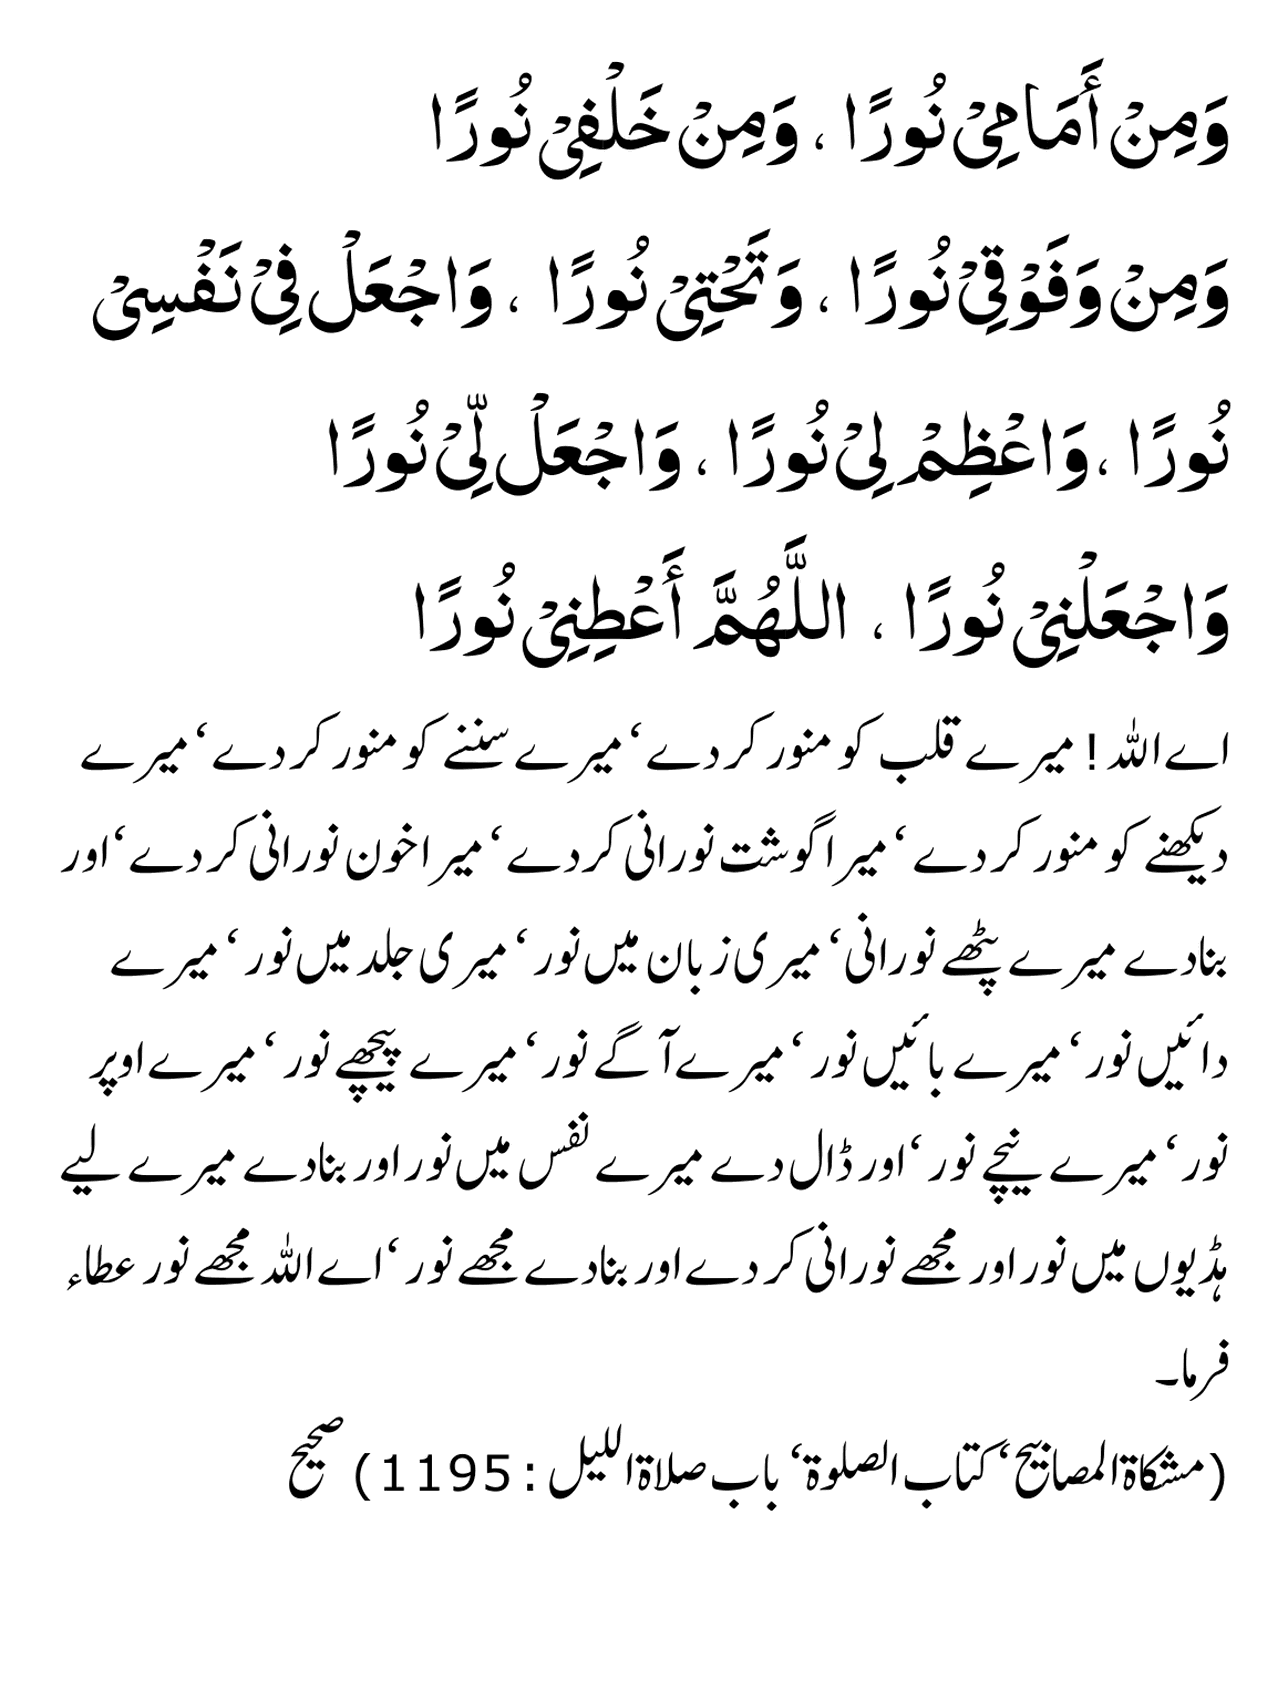 وَمِنْ أَمَامِیْ نُورًا ، وَمِنْ خَلْفِیْ نُورًا
وَمِنْ وَفَوْقِیْ نُورًا ، وَتَحْتِیْ نُورًا ، وَاجْعَلْ فِیْ نَفْسِیْ
نُورًا ،وَاعْظِمْ لِیْ نُورًا ، وَاجْعَلْ لِّیْ نُورًا
وَاجْعَلْنِیْ نُورًا ، اللَّهُمَّ أَعْطِنِیْ نُورًا
اے اللہ ! میرے قلب کو منور کر دے ‘ میرے سننے کو منور کر دے ‘ میرے
دیکھنے کو منور کر دے ‘ میرا گوشت نورانی کر دے ‘ میرا خون نورانی کر دے ‘ اور
بنادے میرے پٹھے نورانی ‘ میری زبان میں نور ‘ میری جلد میں نور ‘ میرے
دائیں نور ‘ میرے بائیں نور ‘ میرے آگے نور ‘ میرے پیچھے نور ‘ میرے اوپر
نور ‘ میرے نیچے نور ‘ اور ڈال دے میرے نفس میں نور اور بنادے میرے لیے
ہڈیوں میں نور اور مجھے نورانی کر دے اور بنادے مجھے نور ‘ اے اللہ مجھے نور عطاء
فرما۔
(مشکاۃ المصابیح ‘ کتاب الصلوۃ ‘ باب صلاۃ اللیل : 1195) صحیح